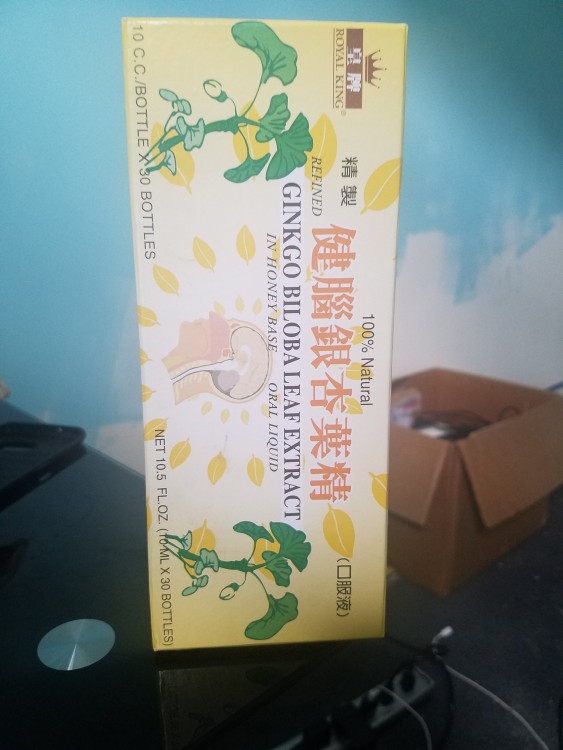 皇牌
ROYAL KING®
100% Natural
精製
健腦銀杏葉精
(口服液)
REFINED
GINKGO BILOBA LEAF EXTRACT
IN HONEY BASE ORAL LIQUID
10 C.C./BOTTLE X 30 BOTTLES
NET 10.5 FL.OZ. (10 ML X 30 BOTTLES)